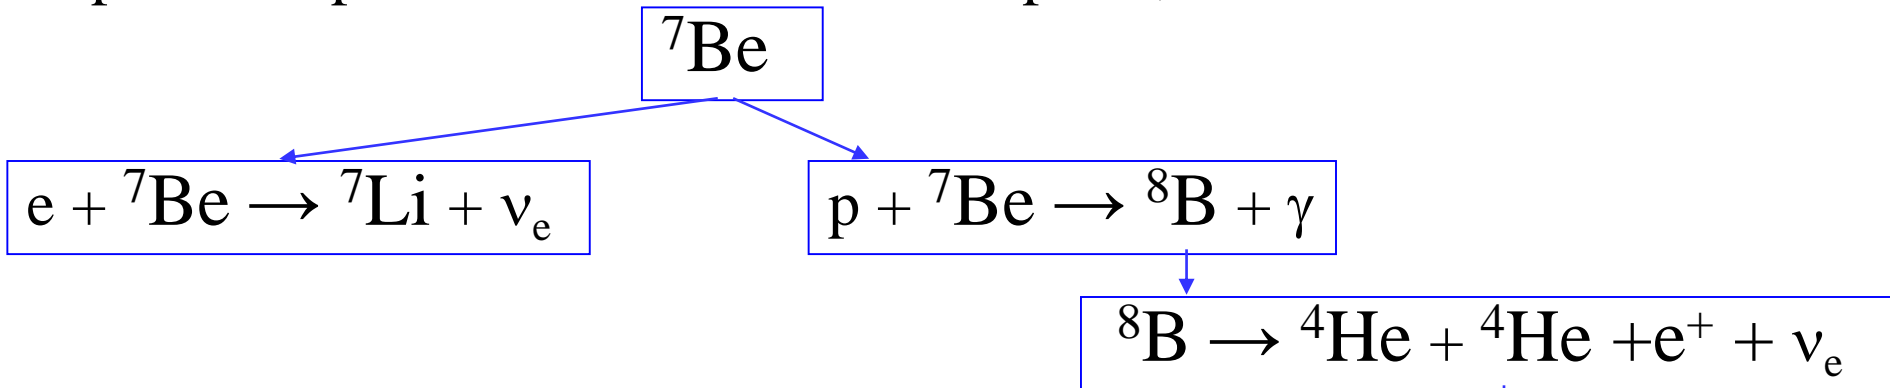 ⁷Be
e + ⁷Be → ⁷Li + νₑ
p + ⁷Be → ⁸B + γ
⁸B → ⁴He + ⁴He +e⁺ + νₑ